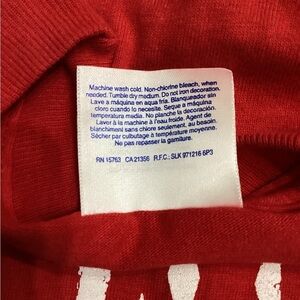 Machine wash cold. Non-chlorine bleach, when
needed. Tumble dry medium. Do not iron decoration.
Lave a máquina en aqua fria. Blanqueador sin
cloro cuando lo necesite. Seque a máquina
temperatura media. No planche la decoración.
Laver à la machine à l'eau froide. Agent de
blanchiment sans chlore seulement, au besoin.
Sécher par culbutage à température moyenne.
Ne pas repasser la garniture.
RN 15763 CA 21356 R.F.C.: SLK 971216 6P3